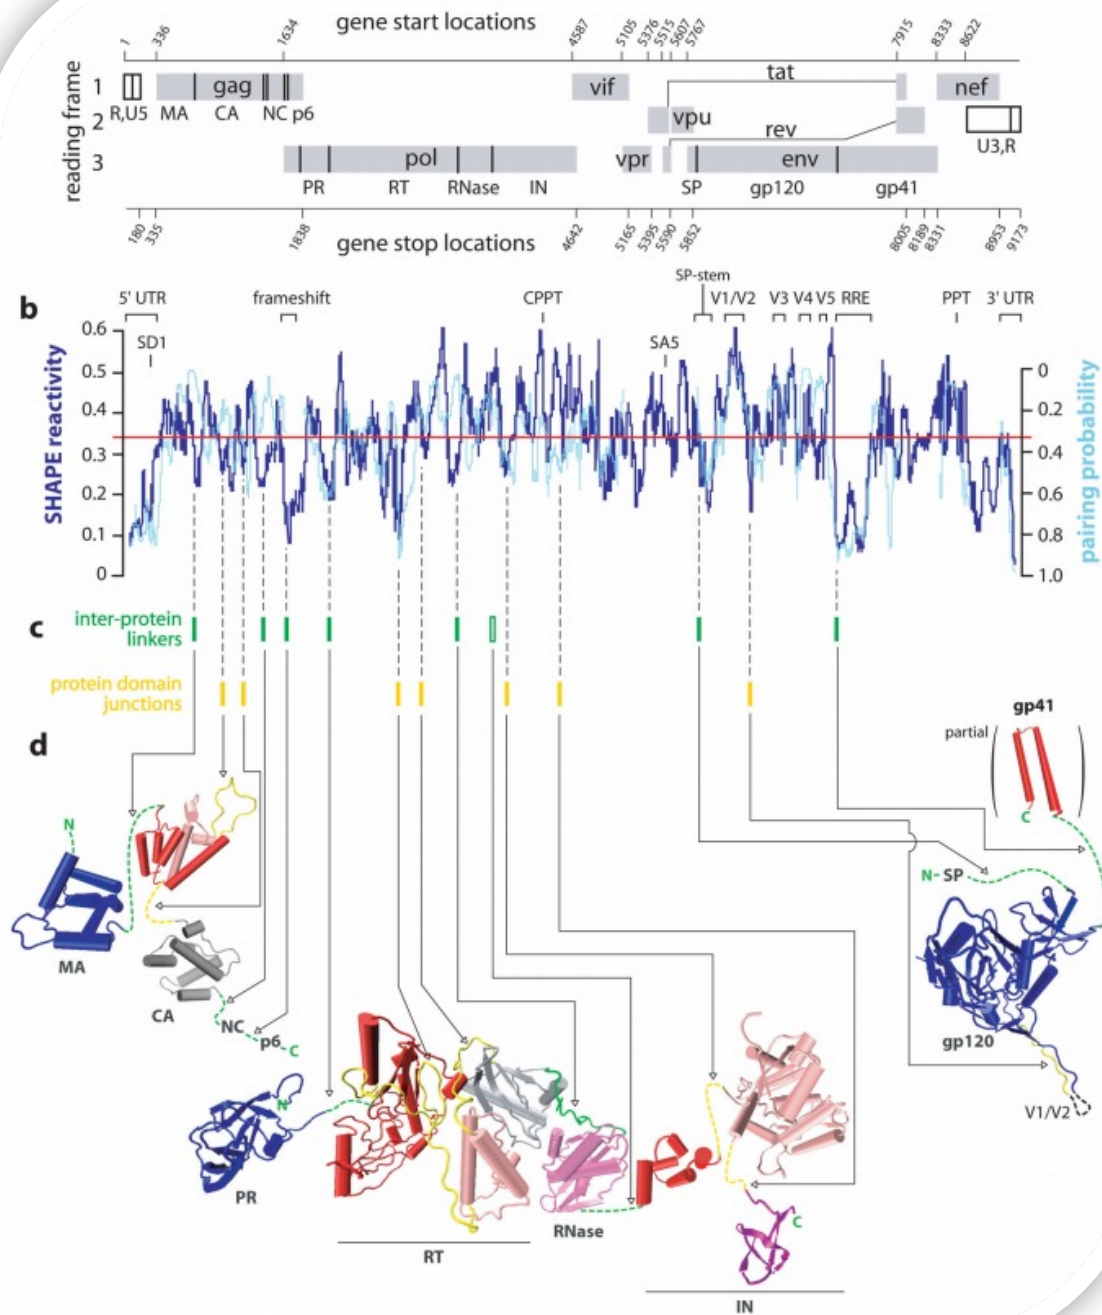 gene start locations
1 336 1634 4587 5105 5376 5515 5607 5767 7915 8333 8622
reading frame
1 gag vif tat nef
R,U5 MA CA NC p6
2 vpu rev U3,R
3 pol vpr env
PR RT RNase IN SP gp120 gp41
180 335 1838 4642 5165 5395 5590 5852 8005 8189 8331 8953 9173
gene stop locations
b
5' UTR frameshift CPPT SP-stem V1/V2 V3 V4 V5 RRE PPT 3' UTR
SD1 SA5
SHAPE reactivity
0.6
0.5
0.4
0.3
0.2
0.1
0
0
0.2
0.4
0.6
0.8
1.0
pairing probability
c
inter-protein
linkers
protein domain
junctions
d
gp41
partial
N
C
N- SP
MA
CA
NC
p6
C
gp120
V1/V2
N
PR
RT
RNase
C
IN